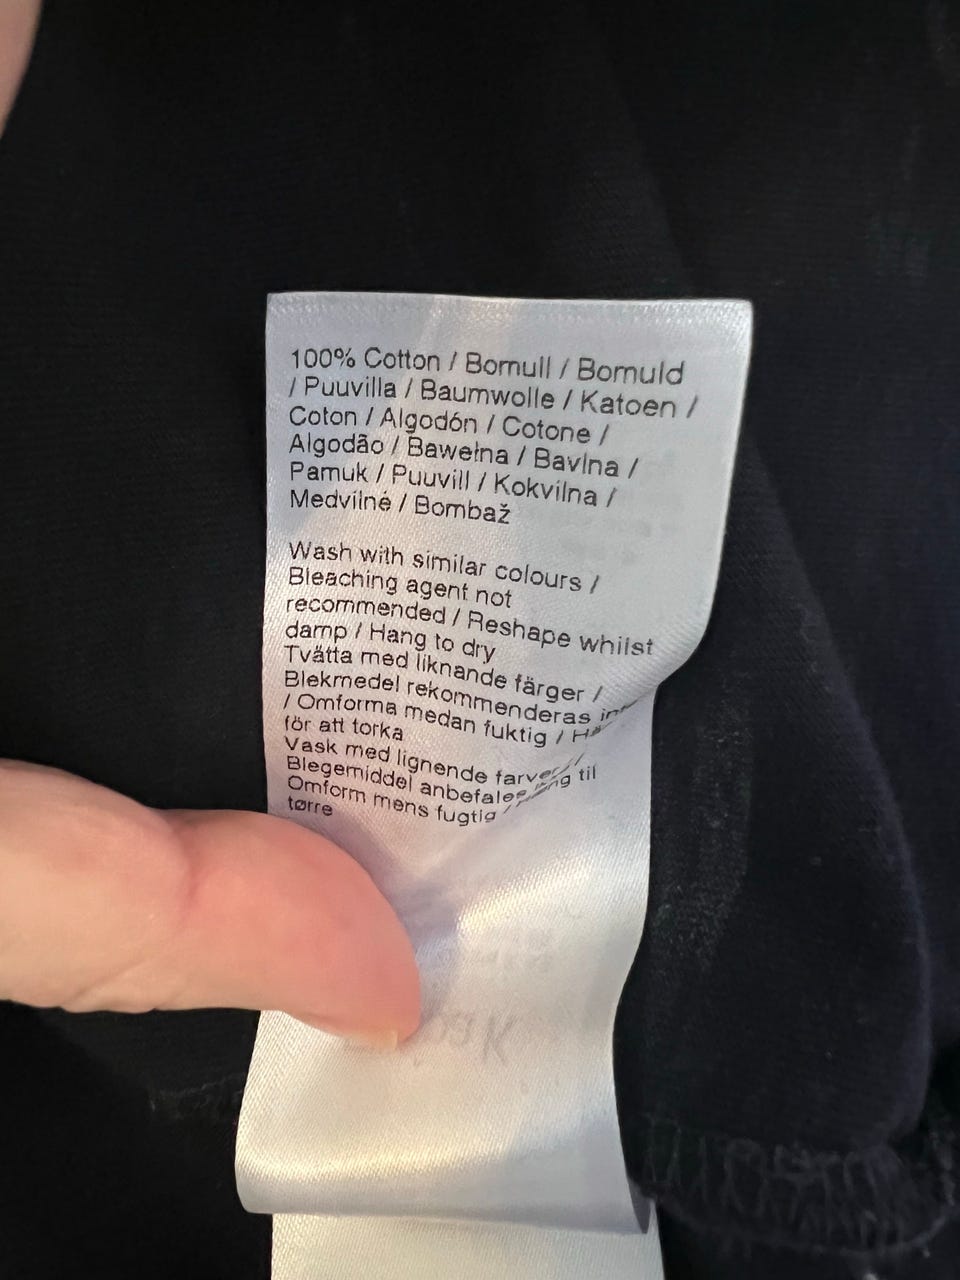 100% Cotton / Bomull / Bomuld
/ Puuvilla / Baumwolle / Katoen /
Coton / Algodón / Cotone /
Algodão / Bawełna / Bavlna /
Pamuk / Puuvill / Kokvilna /
Medvilnė / Bombaž
Wash with similar colours /
Bleaching agent not
recommended / Reshape whilst
damp / Hang to dry
Tvätta med liknande färger /
Blekmedel rekommenderas
/ Omforma medan fuktig /
för att torka
Vask med lignende farver /
Blegemiddel anbefales
Omform mens fugtig / Hæng til
tørre